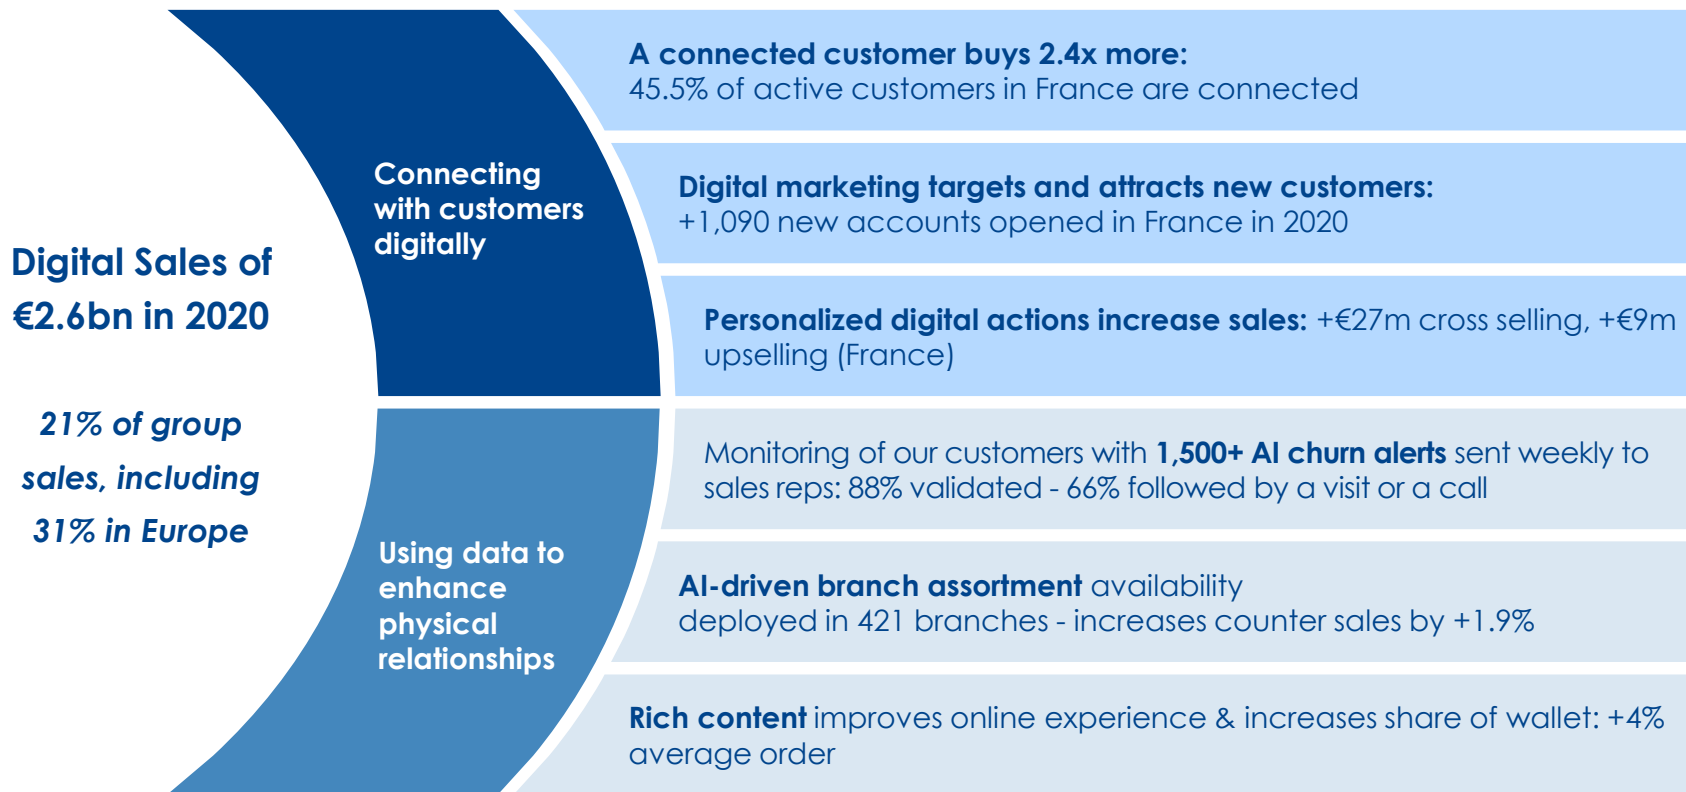 Digital Sales of
€2.6bn in 2020
21% of group
sales, including
31% in Europe
Connecting
with customers
digitally
A connected customer buys 2.4x more:
45.5% of active customers in France are connected
Digital marketing targets and attracts new customers:
+1,090 new accounts opened in France in 2020
Personalized digital actions increase sales: +€27m cross selling, +€9m
upselling (France)
Using data to
enhance
physical
relationships
Monitoring of our customers with 1,500+ AI churn alerts sent weekly to
sales reps: 88% validated - 66% followed by a visit or a call
AI-driven branch assortment availability
deployed in 421 branches - increases counter sales by +1.9%
Rich content improves online experience & increases share of wallet: +4%
average order